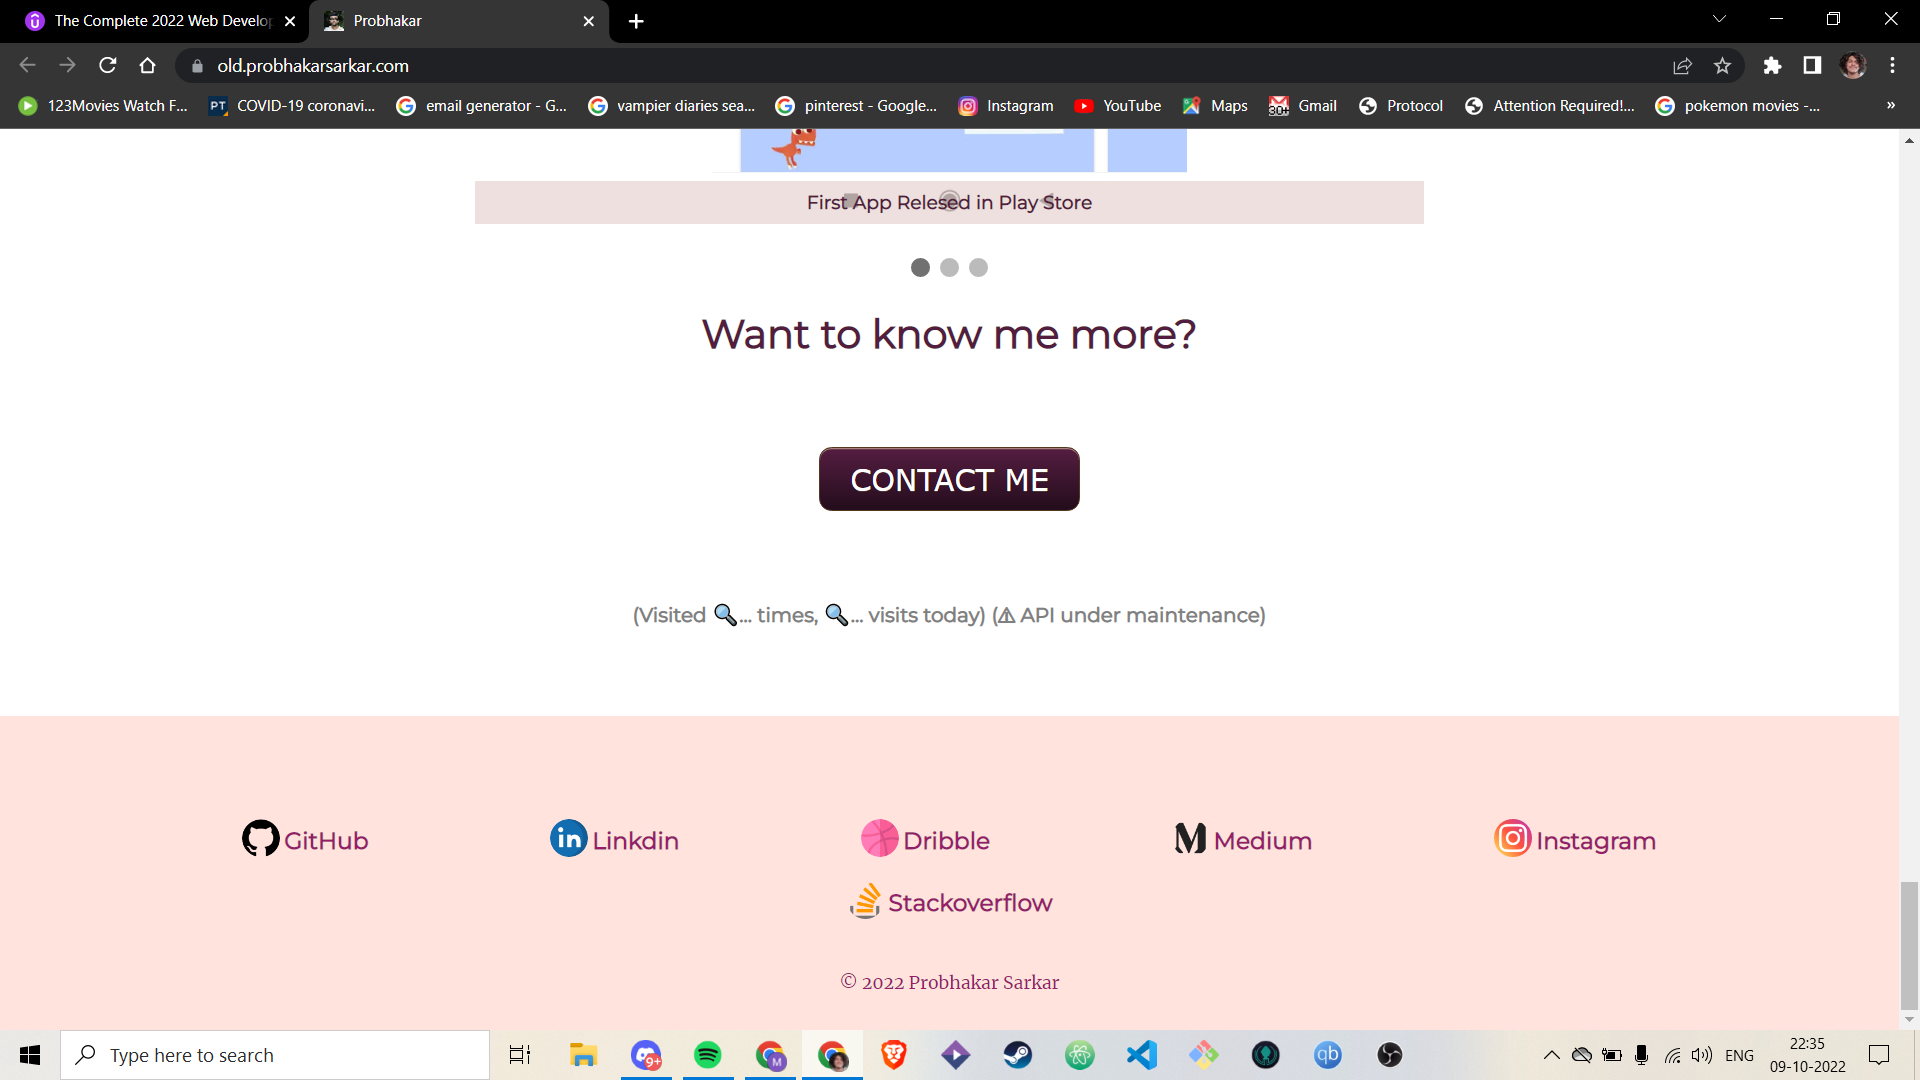 The Complete 2022 Web Develop
Probhakar
old.probhakarsarkar.com
123Movies Watch F...
COVID-19 coronavi...
email generator - G...
vampier diaries sea...
pinterest - Google...
Instagram
YouTube
Maps
Gmail
Protocol
Attention Required!...
pokemon movies -...
»
First App Relesed in Play Store
Want to know me more?
CONTACT ME
(Visited 🔍... times, 🔍... visits today) (⚠ API under maintenance)
GitHub
Linkdin
Dribble
Medium
Instagram
Stackoverflow
© 2022 Probhakar Sarkar
Type here to search
ENG
22:35
09-10-2022